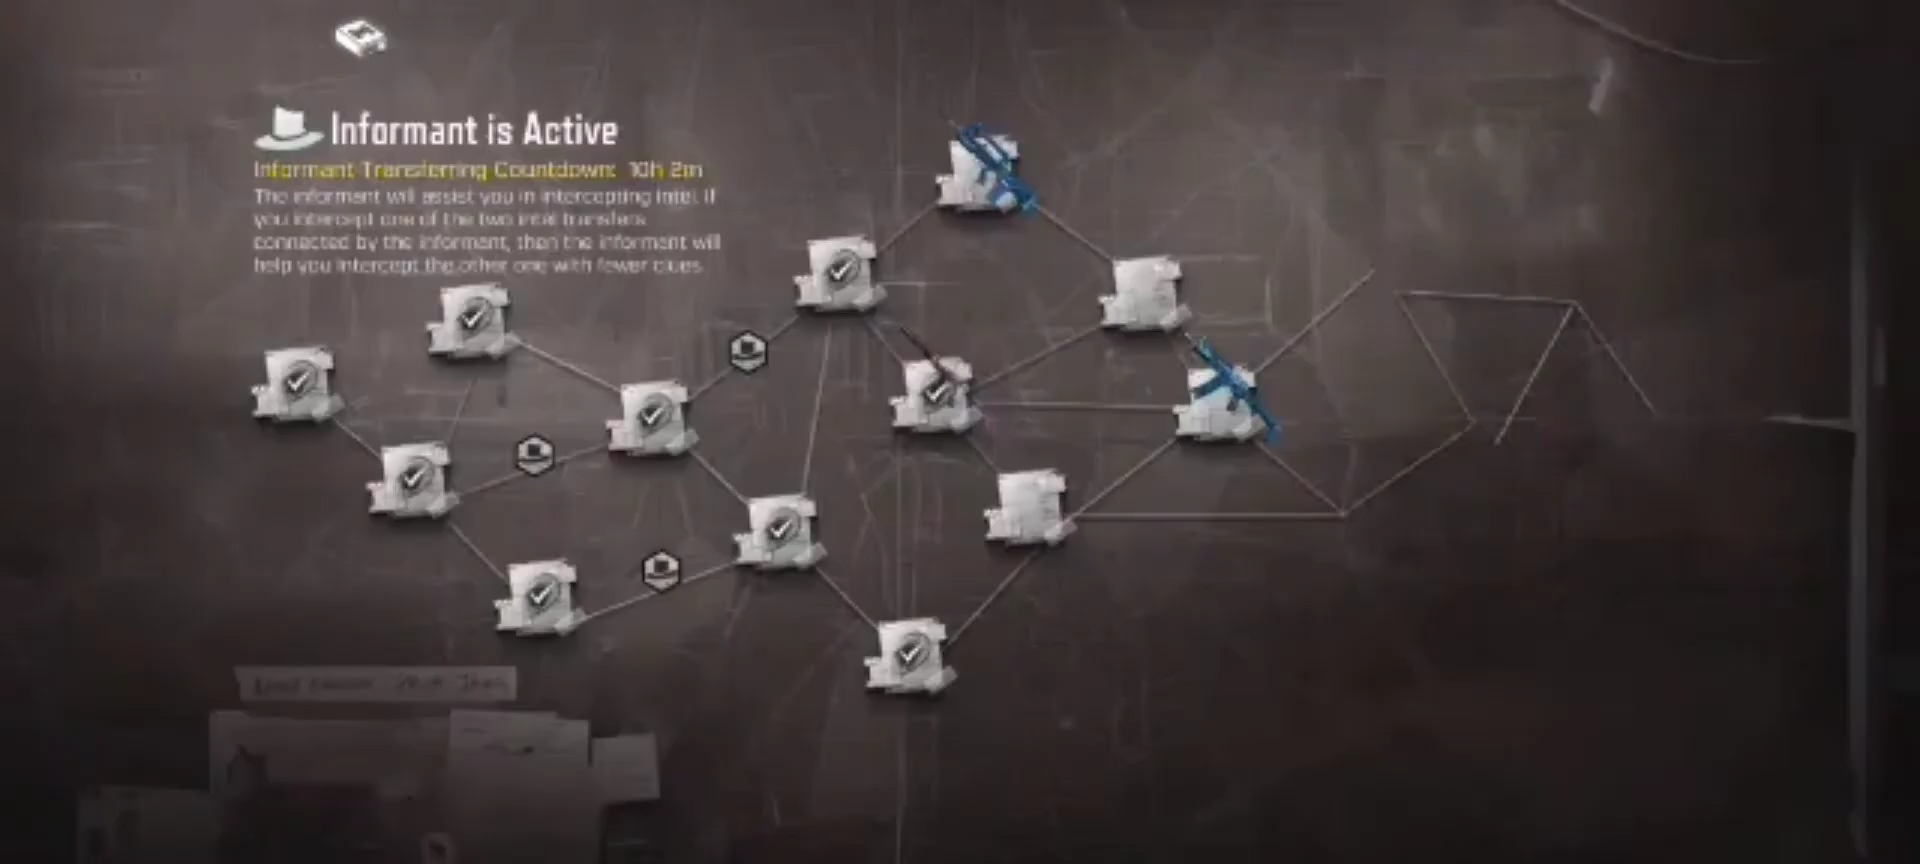 Informant is Active
Informant Transferring Countdown: 10h 2m
The informant will assist you in intercepting intel. If
you intercept one of the two intel transfers
connected by the informant, then the informant will
help you intercept the other one with fewer clues.